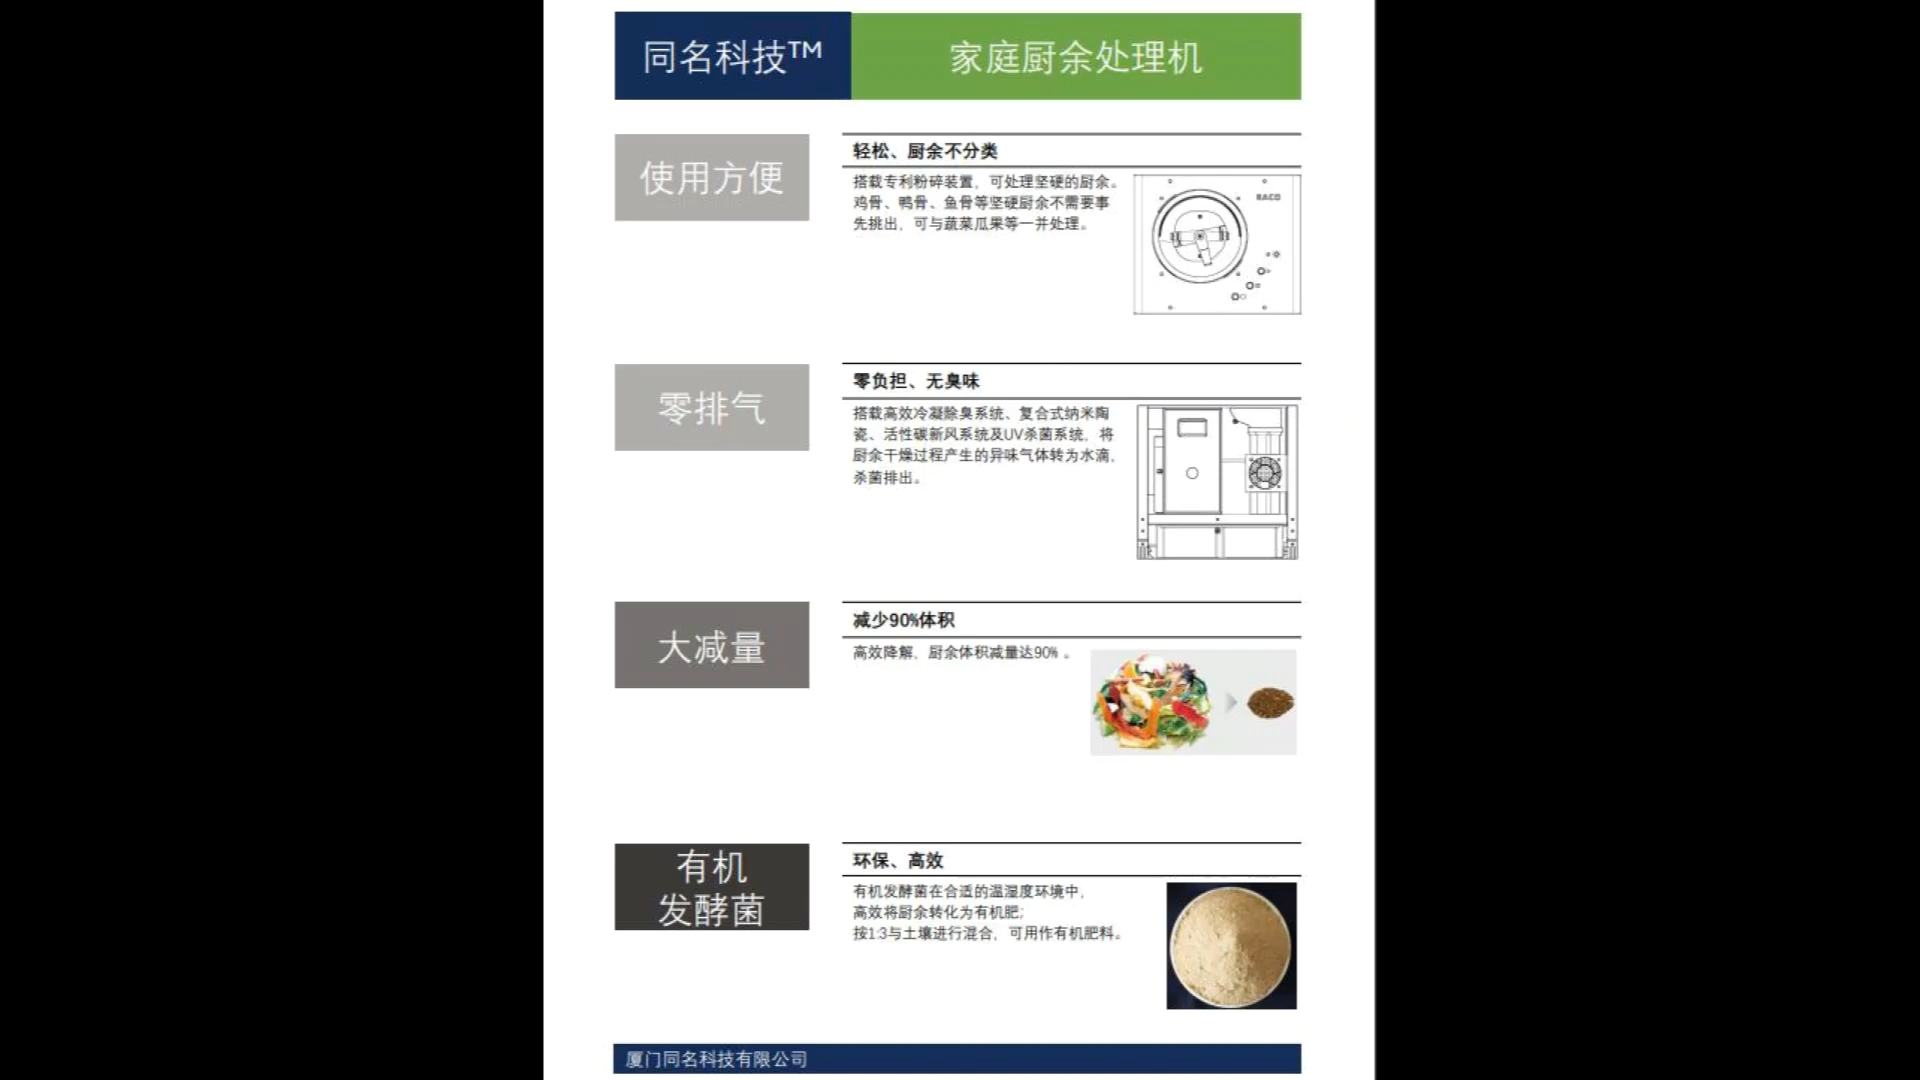 同名科技™
家庭厨余处理机
使用方便
轻松、厨余不分类
搭载专利粉碎装置，可处理坚硬的厨余。
鸡骨、鸭骨、鱼骨等坚硬厨余不需要事
先挑出，可与蔬菜瓜果等一并处理。
RACO
零排气
零负担、无臭味
搭载高效冷凝除臭系统、复合式纳米陶
瓷、活性碳新风系统及UV杀菌系统，将
厨余干燥过程产生的异味气体转为水滴，
杀菌排出。
大减量
减少90%体积
高效降解，厨余体积减量达90% 。
有机
发酵菌
环保、高效
有机发酵菌在合适的温湿度环境中，
高效将厨余转化为有机肥；
按1:3与土壤进行混合，可用作有机肥料。
厦门同名科技有限公司